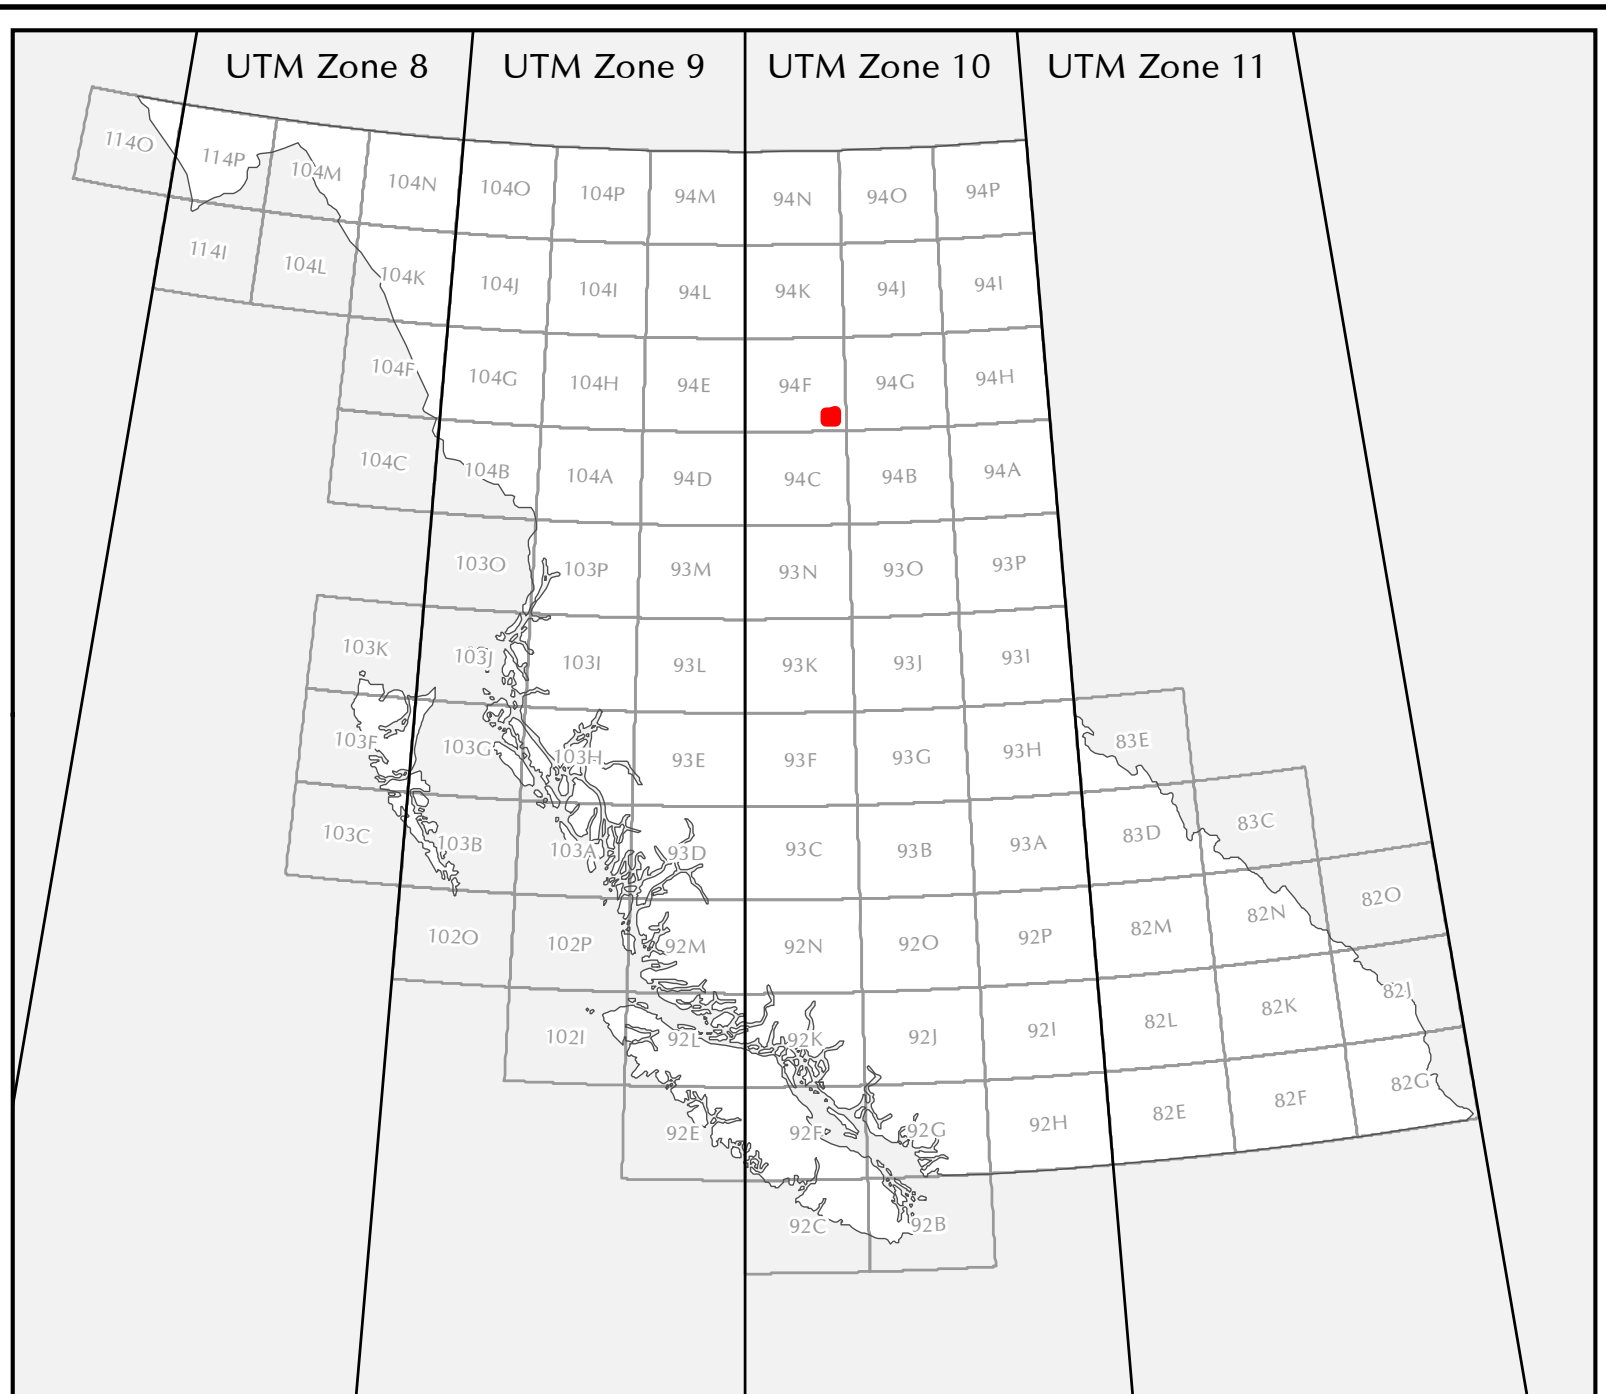 UTM Zone 8 UTM Zone 9 UTM Zone 10 UTM Zone 11
114O 114P 104M 104N 104O 104P 94M 94N 94O 94P
114I 104L 104K 104J 104I 94L 94K 94J 94I
104F 104G 104H 94E 94F 94G 94H
104C 104B 104A 94D 94C 94B 94A
103O 103P 93M 93N 93O 93P
103K 103J 103I 93L 93K 93J 93I
103F 103G 103H 93E 93F 93G 93H 83E
103C 103B 103A 93D 93C 93B 93A 83D 83C
102O 102P 92M 92N 92O 92P 82M 82N 82O
102I 92L 92K 92J 92I 82L 82K 82J
92E 92F 92G 92H 82E 82F 82G
92C 92B